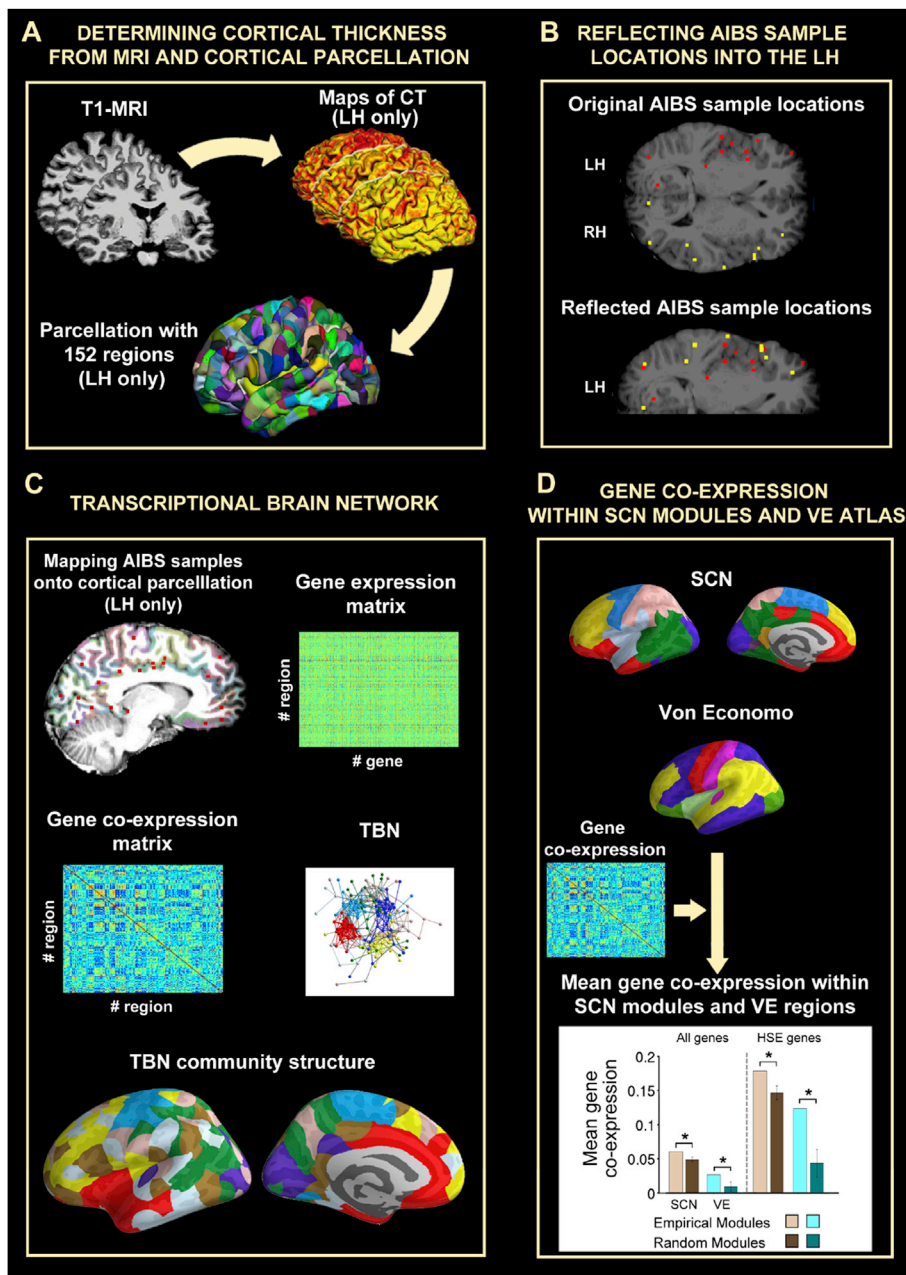 A
DETERMINING CORTICAL THICKNESS
FROM MRI AND CORTICAL PARCELLATION
T1-MRI
Maps of CT
(LH only)
Parcellation with
152 regions
(LH only)
B
REFLECTING AIBS SAMPLE
LOCATIONS INTO THE LH
Original AIBS sample locations
LH
RH
Reflected AIBS sample locations
LH
C
TRANSCRIPTIONAL BRAIN NETWORK
Mapping AIBS samples
onto cortical parcelllation
(LH only)
Gene expression
matrix
# region
# gene
Gene co-expression
matrix
# region
# region
TBN
TBN community structure
D
GENE CO-EXPRESSION
WITHIN SCN MODULES AND VE ATLAS
SCN
Von Economo
Gene
co-expression
Mean gene co-expression within
SCN modules and VE regions
All genes
HSE genes
Mean gene
co-expression
0.2
0.15
0.1
0.05
0
*
*
*
*
SCN
VE
Empirical Modules
Random Modules